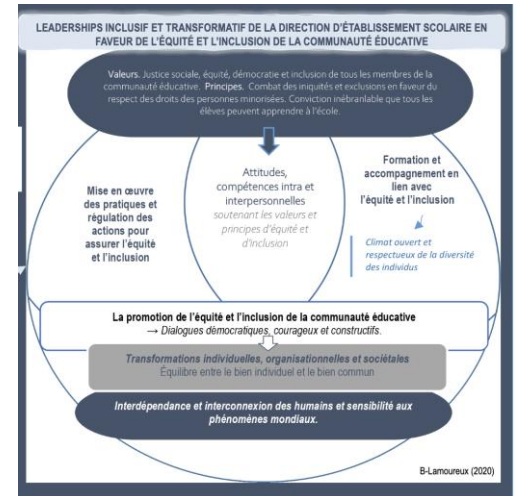 LEADERSHIPS INCLUSIF ET TRANSFORMATIF DE LA DIRECTION D'ÉTABLISSEMENT SCOLAIRE EN
FAVEUR DE L'ÉQUITÉ ET L'INCLUSION DE LA COMMUNAUTÉ ÉDUCATIVE
Valeurs. Justice sociale, équité, démocratie et inclusion de tous les membres de la
communauté éducative. Principes. Combat des iniquités et exclusions en faveur du
respect des droits des personnes minorisées. Conviction inébranlable que tous les
élèves peuvent apprendre à l'école.
Mise en œuvre
des pratiques et
règulation des
actions pour
assurer l'équité
et l'inclusion
Attitudes,
compétences intra et
interpersonnelles
soutenant les valeurs et
principes d'équité et
d'inclusion
Formation et
accompagnement en
lien avec
l'équité et l'inclusion
Climat ouvert et
respectueux de la diversité
des individus
La promotion de l'équité et l'inclusion de la communauté éducative
→ Dialogues dèmocratiques, courageux et constructifs.
Transformations individuelles, organisationnelles et sociétales
Équilibre entre le bien individuel et le bien commun
Interdépendance et interconnexion des humains et sensibilité aux
phénomènes mondiaux.
B-Lamoureux (2020)